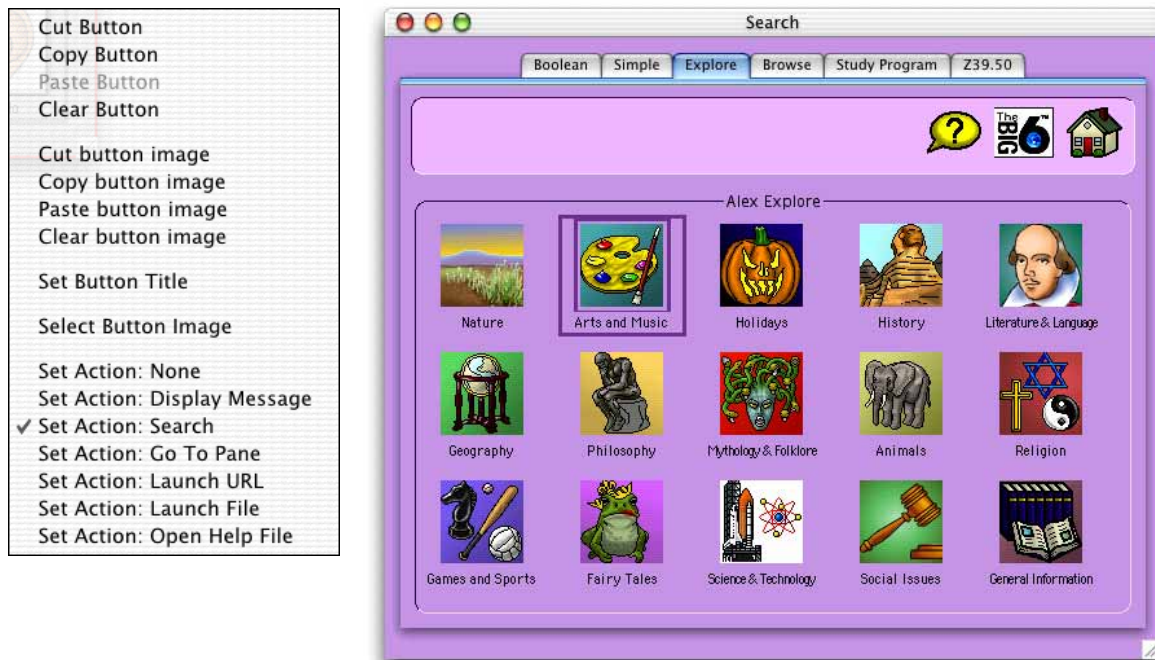 Cut Button
Copy Button
Paste Button
Clear Button
Cut button image
Copy button image
Paste button image
Clear button image
Set Button Title
Select Button Image
Set Action: None
Set Action: Display Message
✓ Set Action: Search
Set Action: Go To Pane
Set Action: Launch URL
Set Action: Launch File
Set Action: Open Help File
Search
Boolean Simple Explore Browse Study Program Z39.50
?
The BIG 6™
Alex Explore
Nature Arts and Music Holidays History Literature & Language
Geography Philosophy Mythology & Folklore Animals Religion
Games and Sports Fairy Tales Science & Technology Social Issues General Information